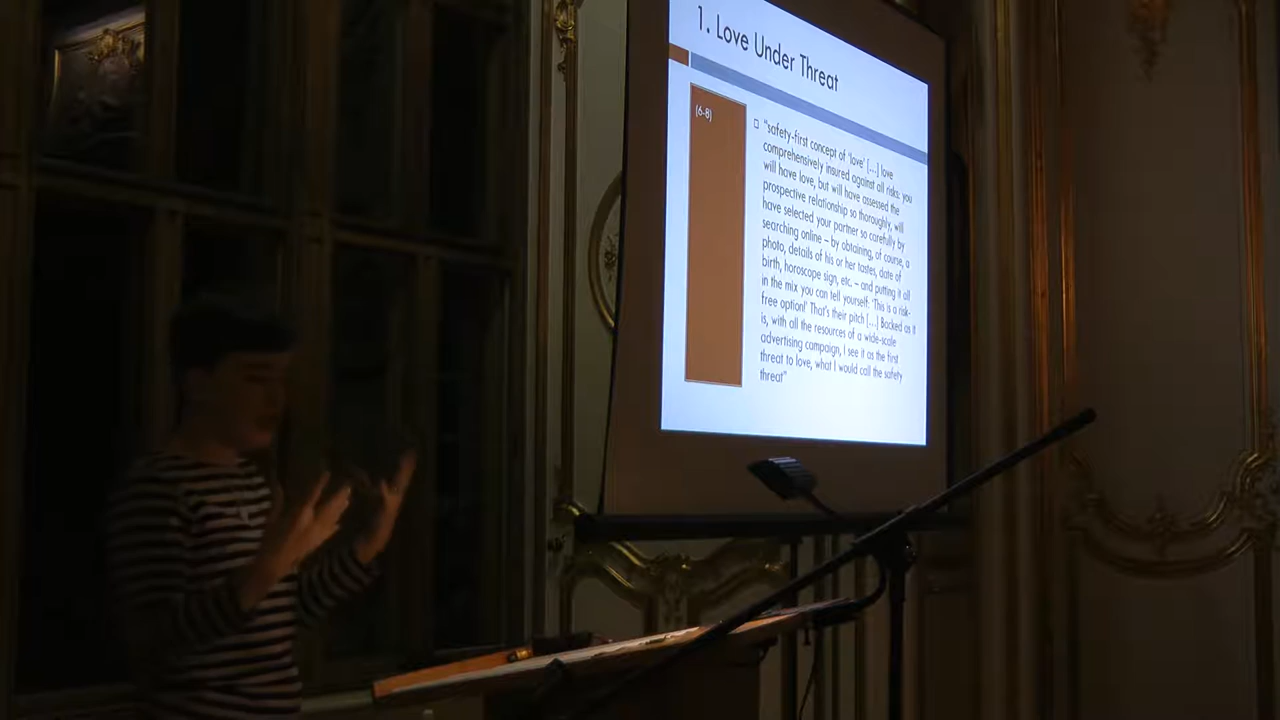 1. Love Under Threat
(6-8)
“safety-first concept of ‘love’ [...] love
comprehensively insured against all risks: you
will have love, but will have assessed the
prospective relationship so thoroughly, will
have selected your partner so carefully by
searching online – by obtaining, of course, a
photo, details of his or her tastes, date of
birth, horoscope sign, etc. – and putting it all
in the mix you can tell yourself: ‘This is a risk-
free option!’ That’s their pitch [...] Backed as it
is, with all the resources of a wide-scale
advertising campaign, I see it as the first
threat to love, what I would call the safety
threat”